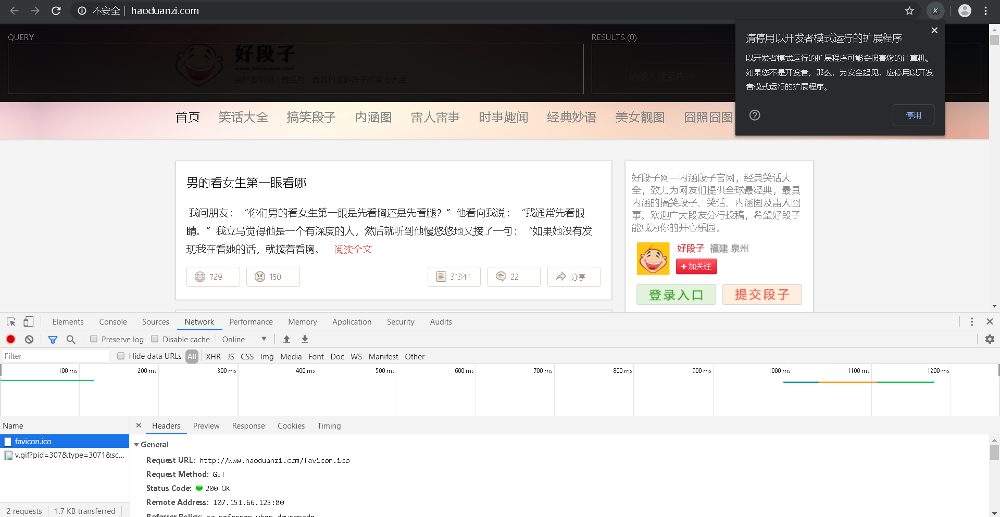 不安全 | haoduanzi.com
QUERY
RESULTS (0)
好段子
www.haoduanzi.com
全球最新潮、最经典、最具内涵的段子和笑话大全。
请输入搜索内容
请停用以开发者模式运行的扩展程序
以开发者模式运行的扩展程序可能会损害您的计算机。
如果您不是开发者，那么，为安全起见，应停用以开发
者模式运行的扩展程序。
停用
首页 笑话大全 搞笑段子 内涵图 雷人雷事 时事趣闻 经典妙语 美女靓图 囧照囧图
男的看女生第一眼看哪
我问朋友：“你们男的看女生第一眼是先看胸还是先看腿？”他看向我说：“我通常先看眼
睛。”我立马觉得他是一个有深度的人，然后就听到他慢悠悠地又接了一句：“如果她没有发
现我在看她的话，就接着看胸。 阅读全文
729 150 31344 22 分享
好段子网—内涵段子官网，经典笑话大
全，致力为网友们提供全球最经典，最具
内涵的搞笑段子、笑话、内涵图及雷人囧
事。欢迎广大段友分行投稿，希望好段子
能成为你的开心乐园。
好段子 福建 泉州
+加关注
登录入口 提交段子
Elements Console Sources Network Performance Memory Application Security Audits
Preserve log Disable cache Online
Filter Hide data URLs All XHR JS CSS Img Media Font Doc WS Manifest Other
100 ms 200 ms 300 ms 400 ms 500 ms 600 ms 700 ms 800 ms 900 ms 1000 ms 1100 ms 1200 ms
Name
favicon.ico
v.gif?pid=307&type=3071&sc...
2 requests 1.7 KB transferred
× Headers Preview Response Cookies Timing
General
Request URL: http://www.haoduanzi.com/favicon.ico
Request Method: GET
Status Code: 200 OK
Remote Address: 107.151.66.125:80
Referrer Policy: no-referrer-when-downgrade